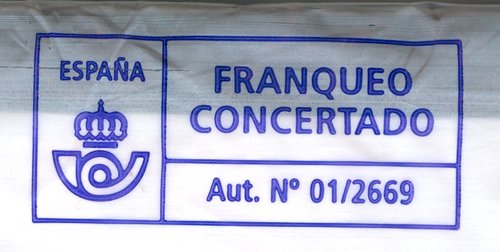 ESPAÑA
FRANQUEO
CONCERTADO
Aut. Nº 01/2669